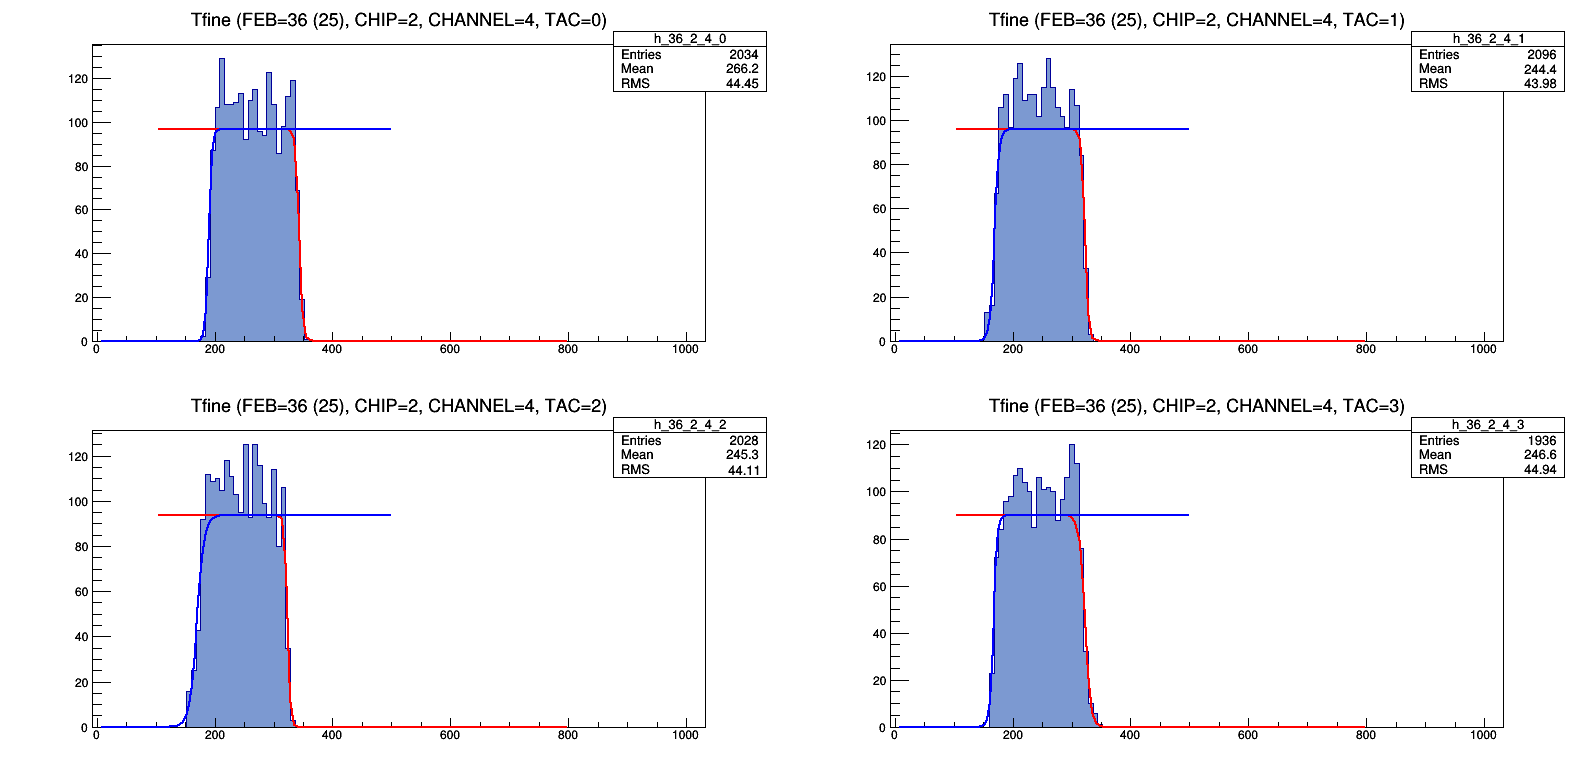 Tfine (FEB=36 (25), CHIP=2, CHANNEL=4, TAC=0)
h_36_2_4_0
Entries 2034
Mean 266.2
RMS 44.45
120
100
80
60
40
20
0
0 200 400 600 800 1000
Tfine (FEB=36 (25), CHIP=2, CHANNEL=4, TAC=1)
h_36_2_4_1
Entries 2096
Mean 244.4
RMS 43.98
120
100
80
60
40
20
0
0 200 400 600 800 1000
Tfine (FEB=36 (25), CHIP=2, CHANNEL=4, TAC=2)
h_36_2_4_2
Entries 2028
Mean 245.3
RMS 44.11
120
100
80
60
40
20
0
0 200 400 600 800 1000
Tfine (FEB=36 (25), CHIP=2, CHANNEL=4, TAC=3)
h_36_2_4_3
Entries 1936
Mean 246.6
RMS 44.94
120
100
80
60
40
20
0
0 200 400 600 800 1000